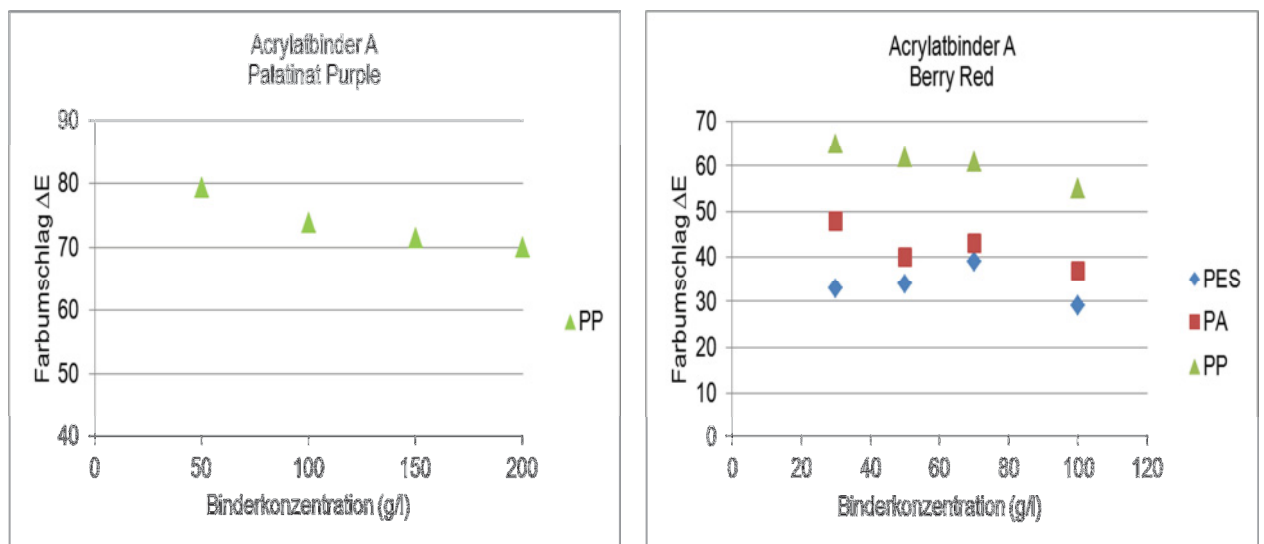 Acrylatbinder A
Palatinat Purple
90
80
70
60
50
40
0
50
100
150
200
Farbumschlag ΔE
Binderkonzentration (g/l)
PP
Acrylatbinder A
Berry Red
70
60
50
40
30
20
10
0
0
20
40
60
80
100
120
Farbumschlag ΔE
Binderkonzentration (g/l)
PES
PA
PP